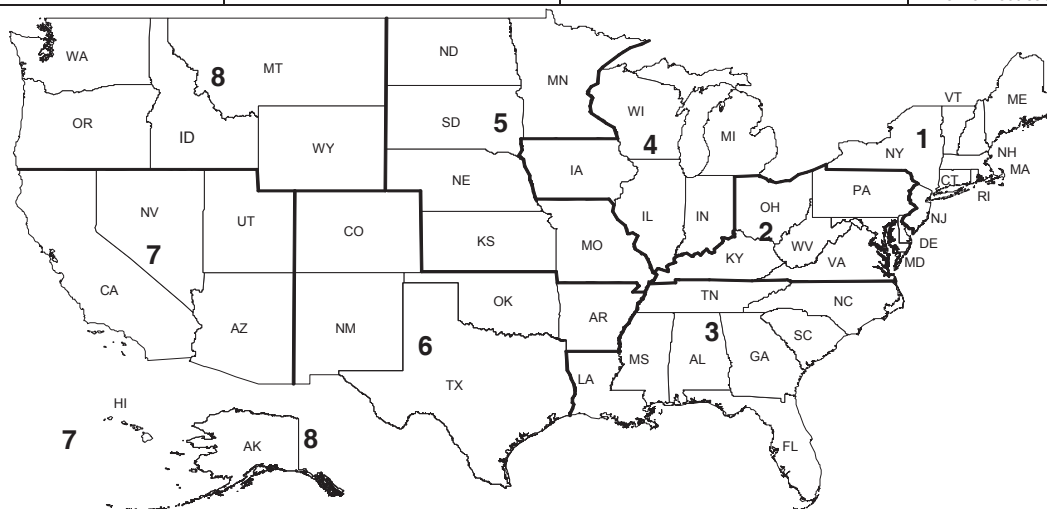 WA
MT
8
ND
MN
VT
ME
OR
ID
SD
5
WI
4
MI
1
NY
NH
MA
WY
IA
NE
PA
CT
RI
NV
UT
CO
KS
MO
IL
IN
OH
2
WV
KY
VA
NJ
DE
MD
7
CA
AZ
NM
OK
AR
TN
NC
6
TX
MS
3
AL
GA
SC
LA
HI
7
AK
8
FL